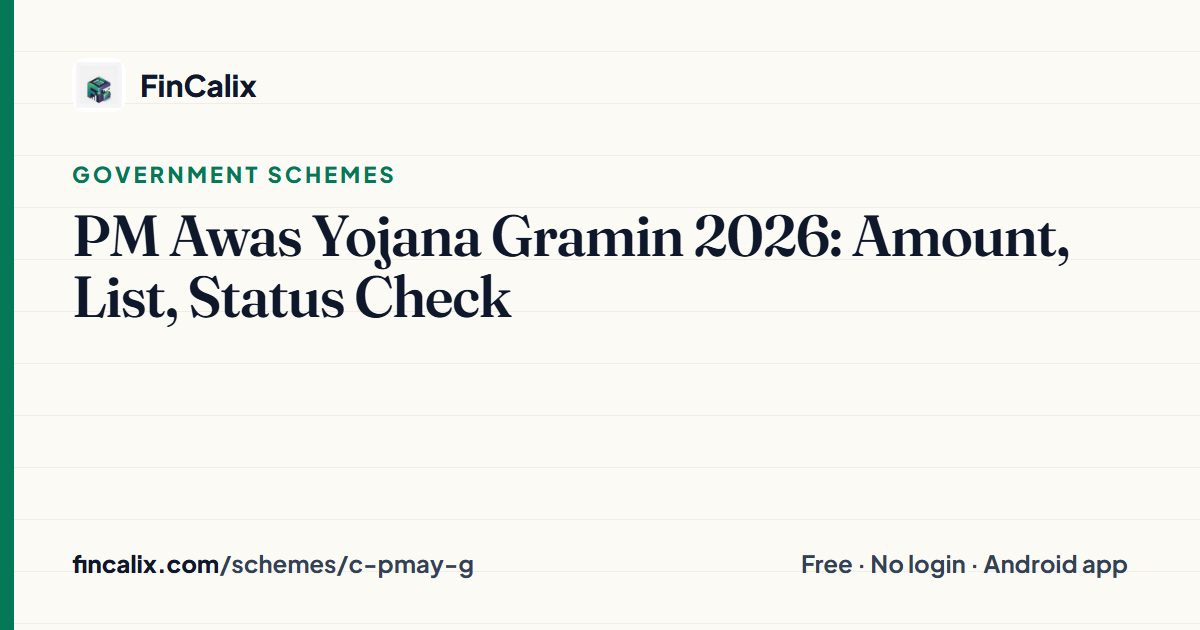 FinCalix
GOVERNMENT SCHEMES
PM Awas Yojana Gramin 2026: Amount,
List, Status Check
fincalix.com/schemes/c-pmay-g
Free · No login · Android app